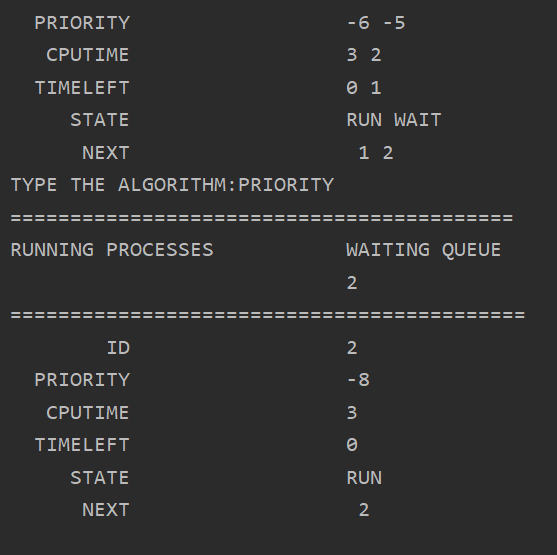 PRIORITY -6 -5
CPUTIME 3 2
TIMELEFT 0 1
STATE RUN WAIT
NEXT 1 2
TYPE THE ALGORITHM:PRIORITY
==========================================
RUNNING PROCESSES WAITING QUEUE
2
===========================================
ID 2
PRIORITY -8
CPUTIME 3
TIMELEFT 0
STATE RUN
NEXT 2